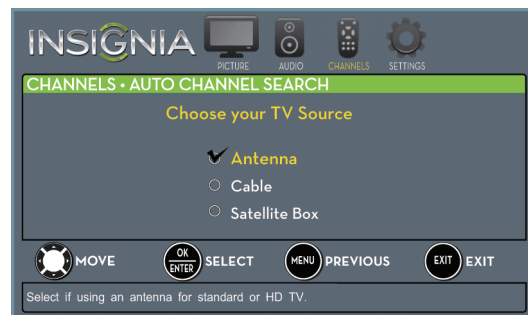 INSIGNIA
PICTURE AUDIO CHANNELS SETTINGS
CHANNELS • AUTO CHANNEL SEARCH
Choose your TV Source
Antenna
Cable
Satellite Box
MOVE OK ENTER SELECT MENU PREVIOUS EXIT EXIT
Select if using an antenna for standard or HD TV.